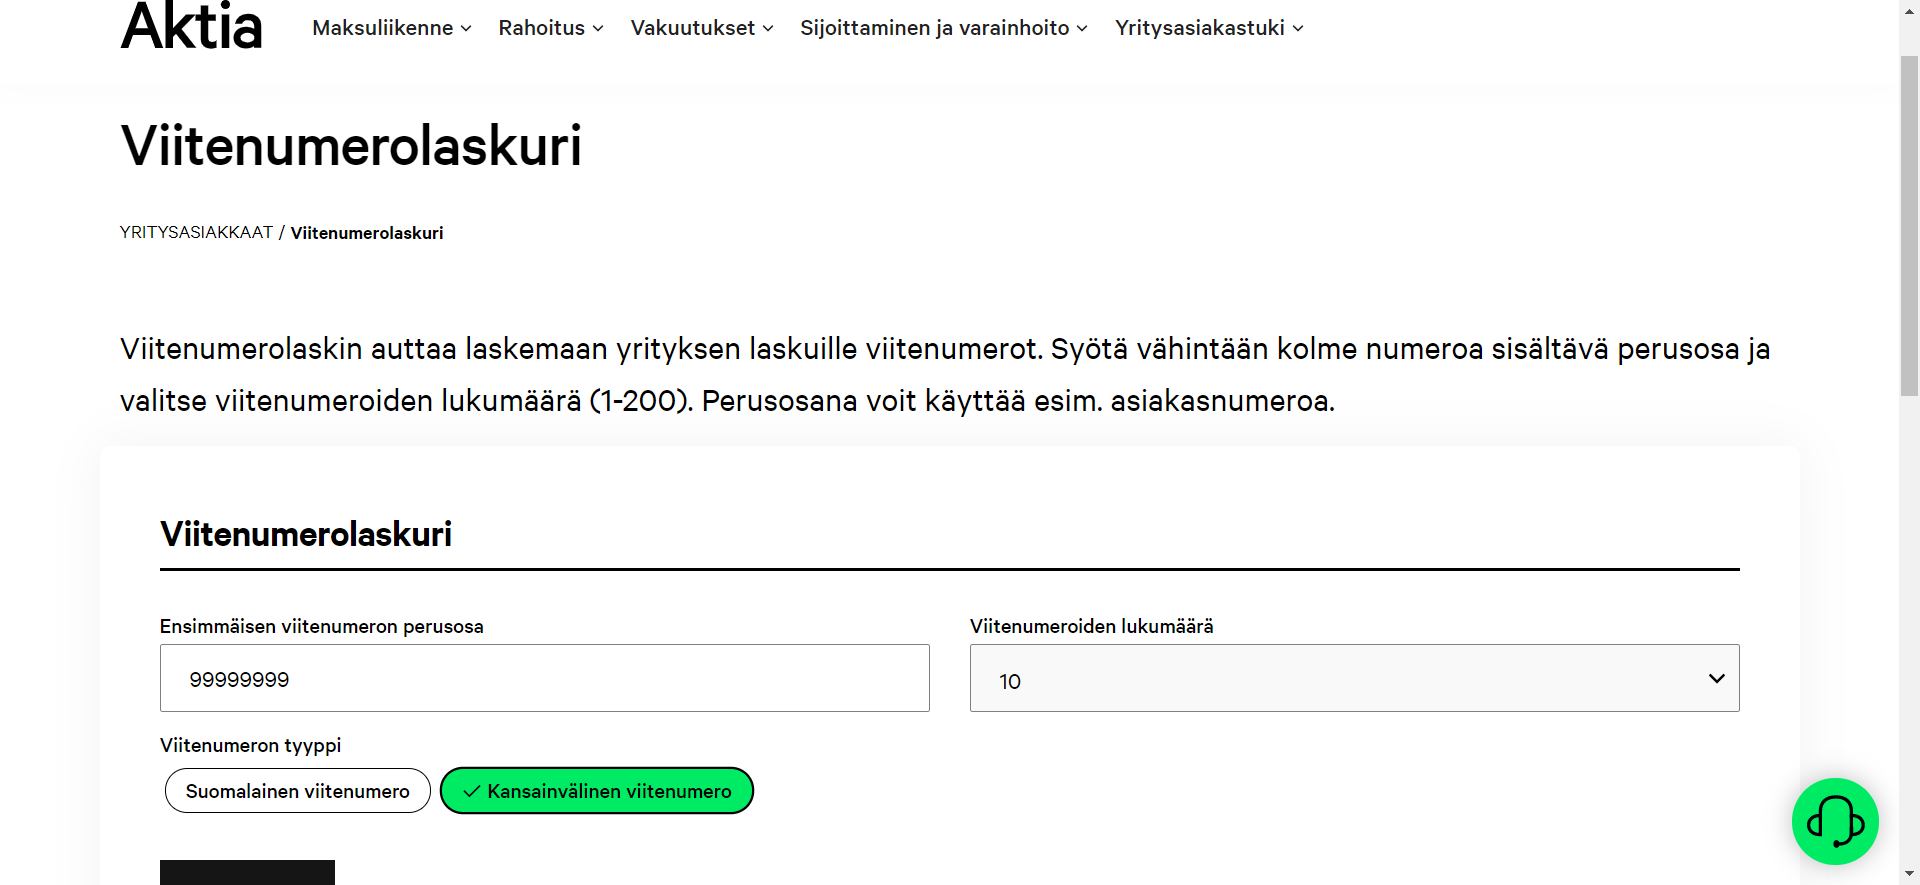 Aktia
Maksuliikenne Rahoitus Vakuutukset Sijoittaminen ja varainhoito Yritysasiakastuki
Viitenumerolaskuri
YRITYSASIAKKAAT / Viitenumerolaskuri
Viitenumerolaskin auttaa laskemaan yrityksen laskuille viitenumerot. Syötä vähintään kolme numeroa sisältävä perusosa ja
valitse viitenumeroiden lukumäärä (1-200). Perusosana voit käyttää esim. asiakasnumeroa.
Viitenumerolaskuri
Ensimmäisen viitenumeron perusosa
99999999
Viitenumeroiden lukumäärä
10
Viitenumeron tyyppi
Suomalainen viitenumero
Kansainvälinen viitenumero